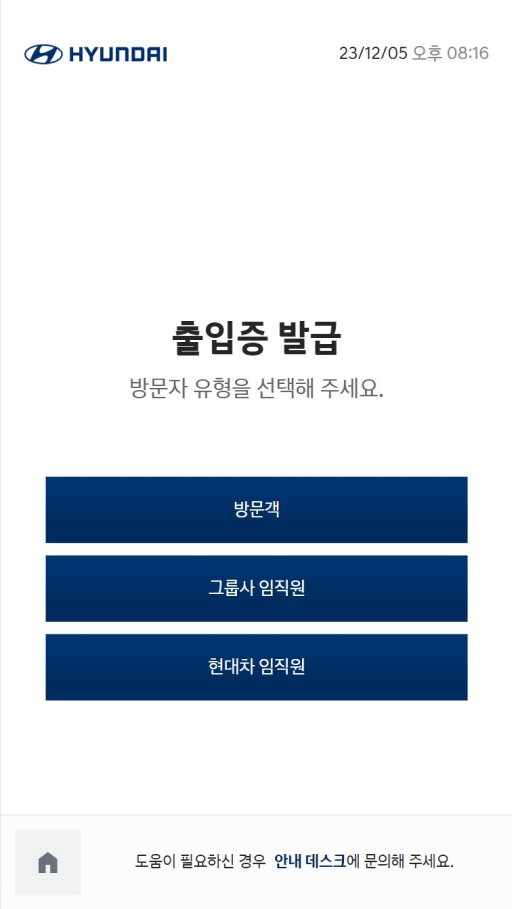 HYUNDAI 23/12/05 오후 08:16
출입증 발급
방문자 유형을 선택해 주세요.
방문객
그룹사 임직원
현대차 임직원
도움이 필요하신 경우 안내 데스크에 문의해 주세요.